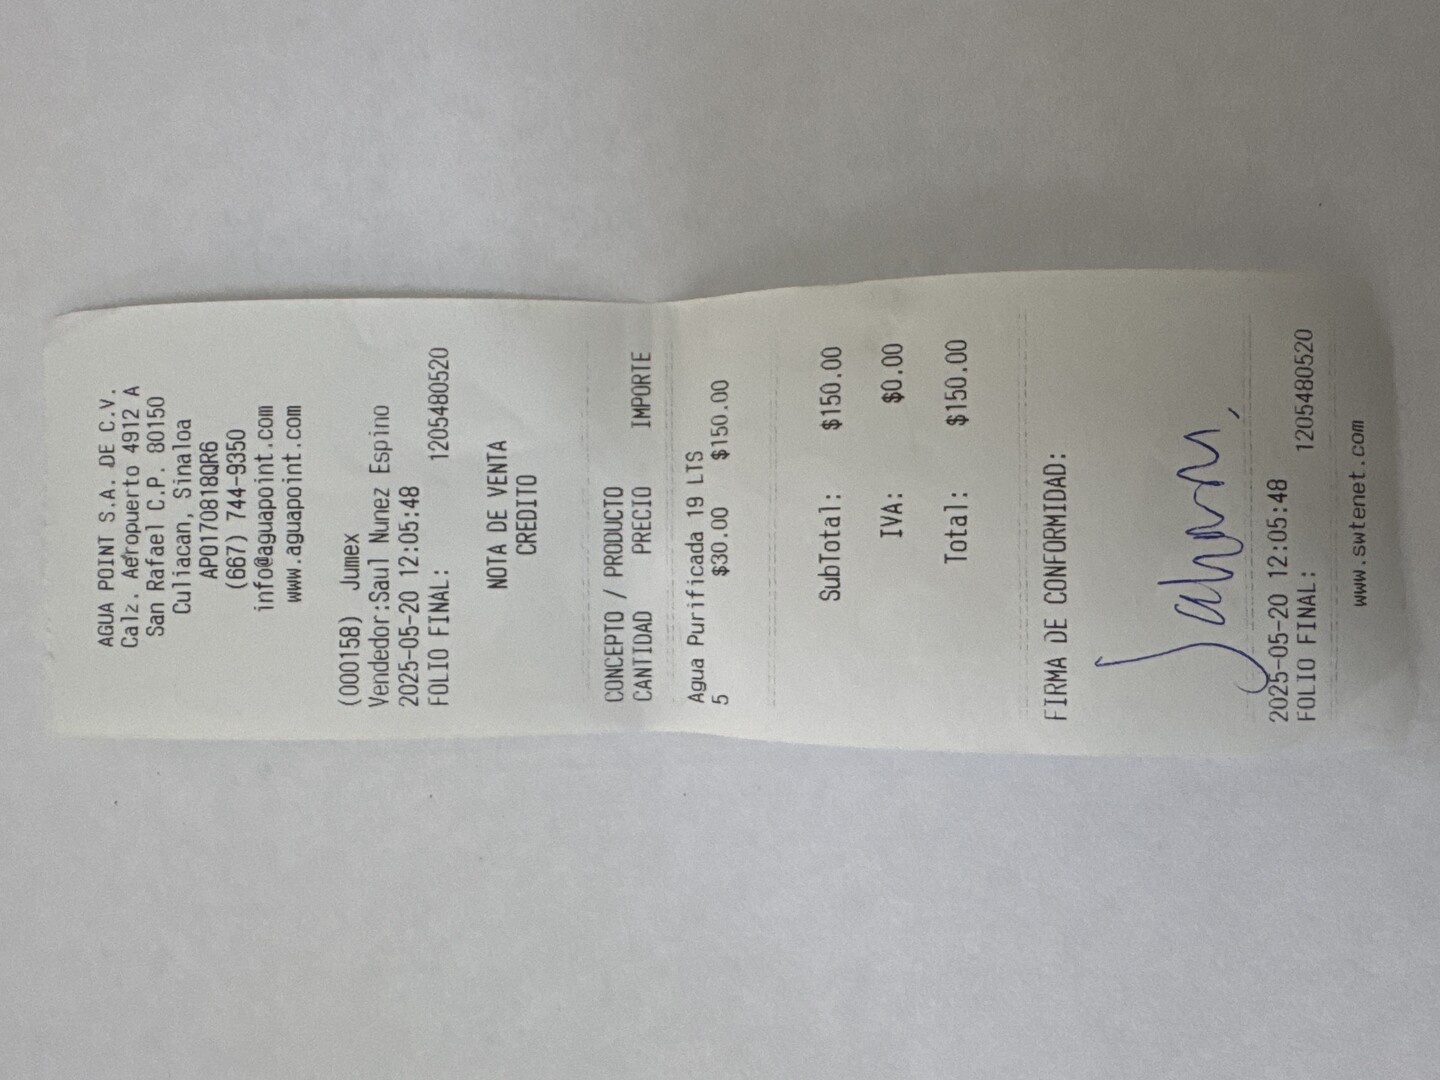 AGUA POINT S.A. DE C.V.
Calz. Aeropuerto 4912 A
San Rafael C.P. 80150
Culiacan, Sinaloa
APO170818QR6
(667) 744-9350
info@aguapoint.com
www.aguapoint.com
(000158) Jumex
Vendedor:Saul Nunez Espino
2025-05-20 12:05:48
FOLIO FINAL: 1205480520
NOTA DE VENTA
CREDITO
CONCEPTO / PRODUCTO
CANTIDAD PRECIO IMPORTE
Agua Purificada 19 LTS
5 $30.00 $150.00
SubTotal: $150.00
IVA: $0.00
Total: $150.00
FIRMA DE CONFORMIDAD:
2025-05-20 12:05:48
FOLIO FINAL: 1205480520
www.swtenet.com